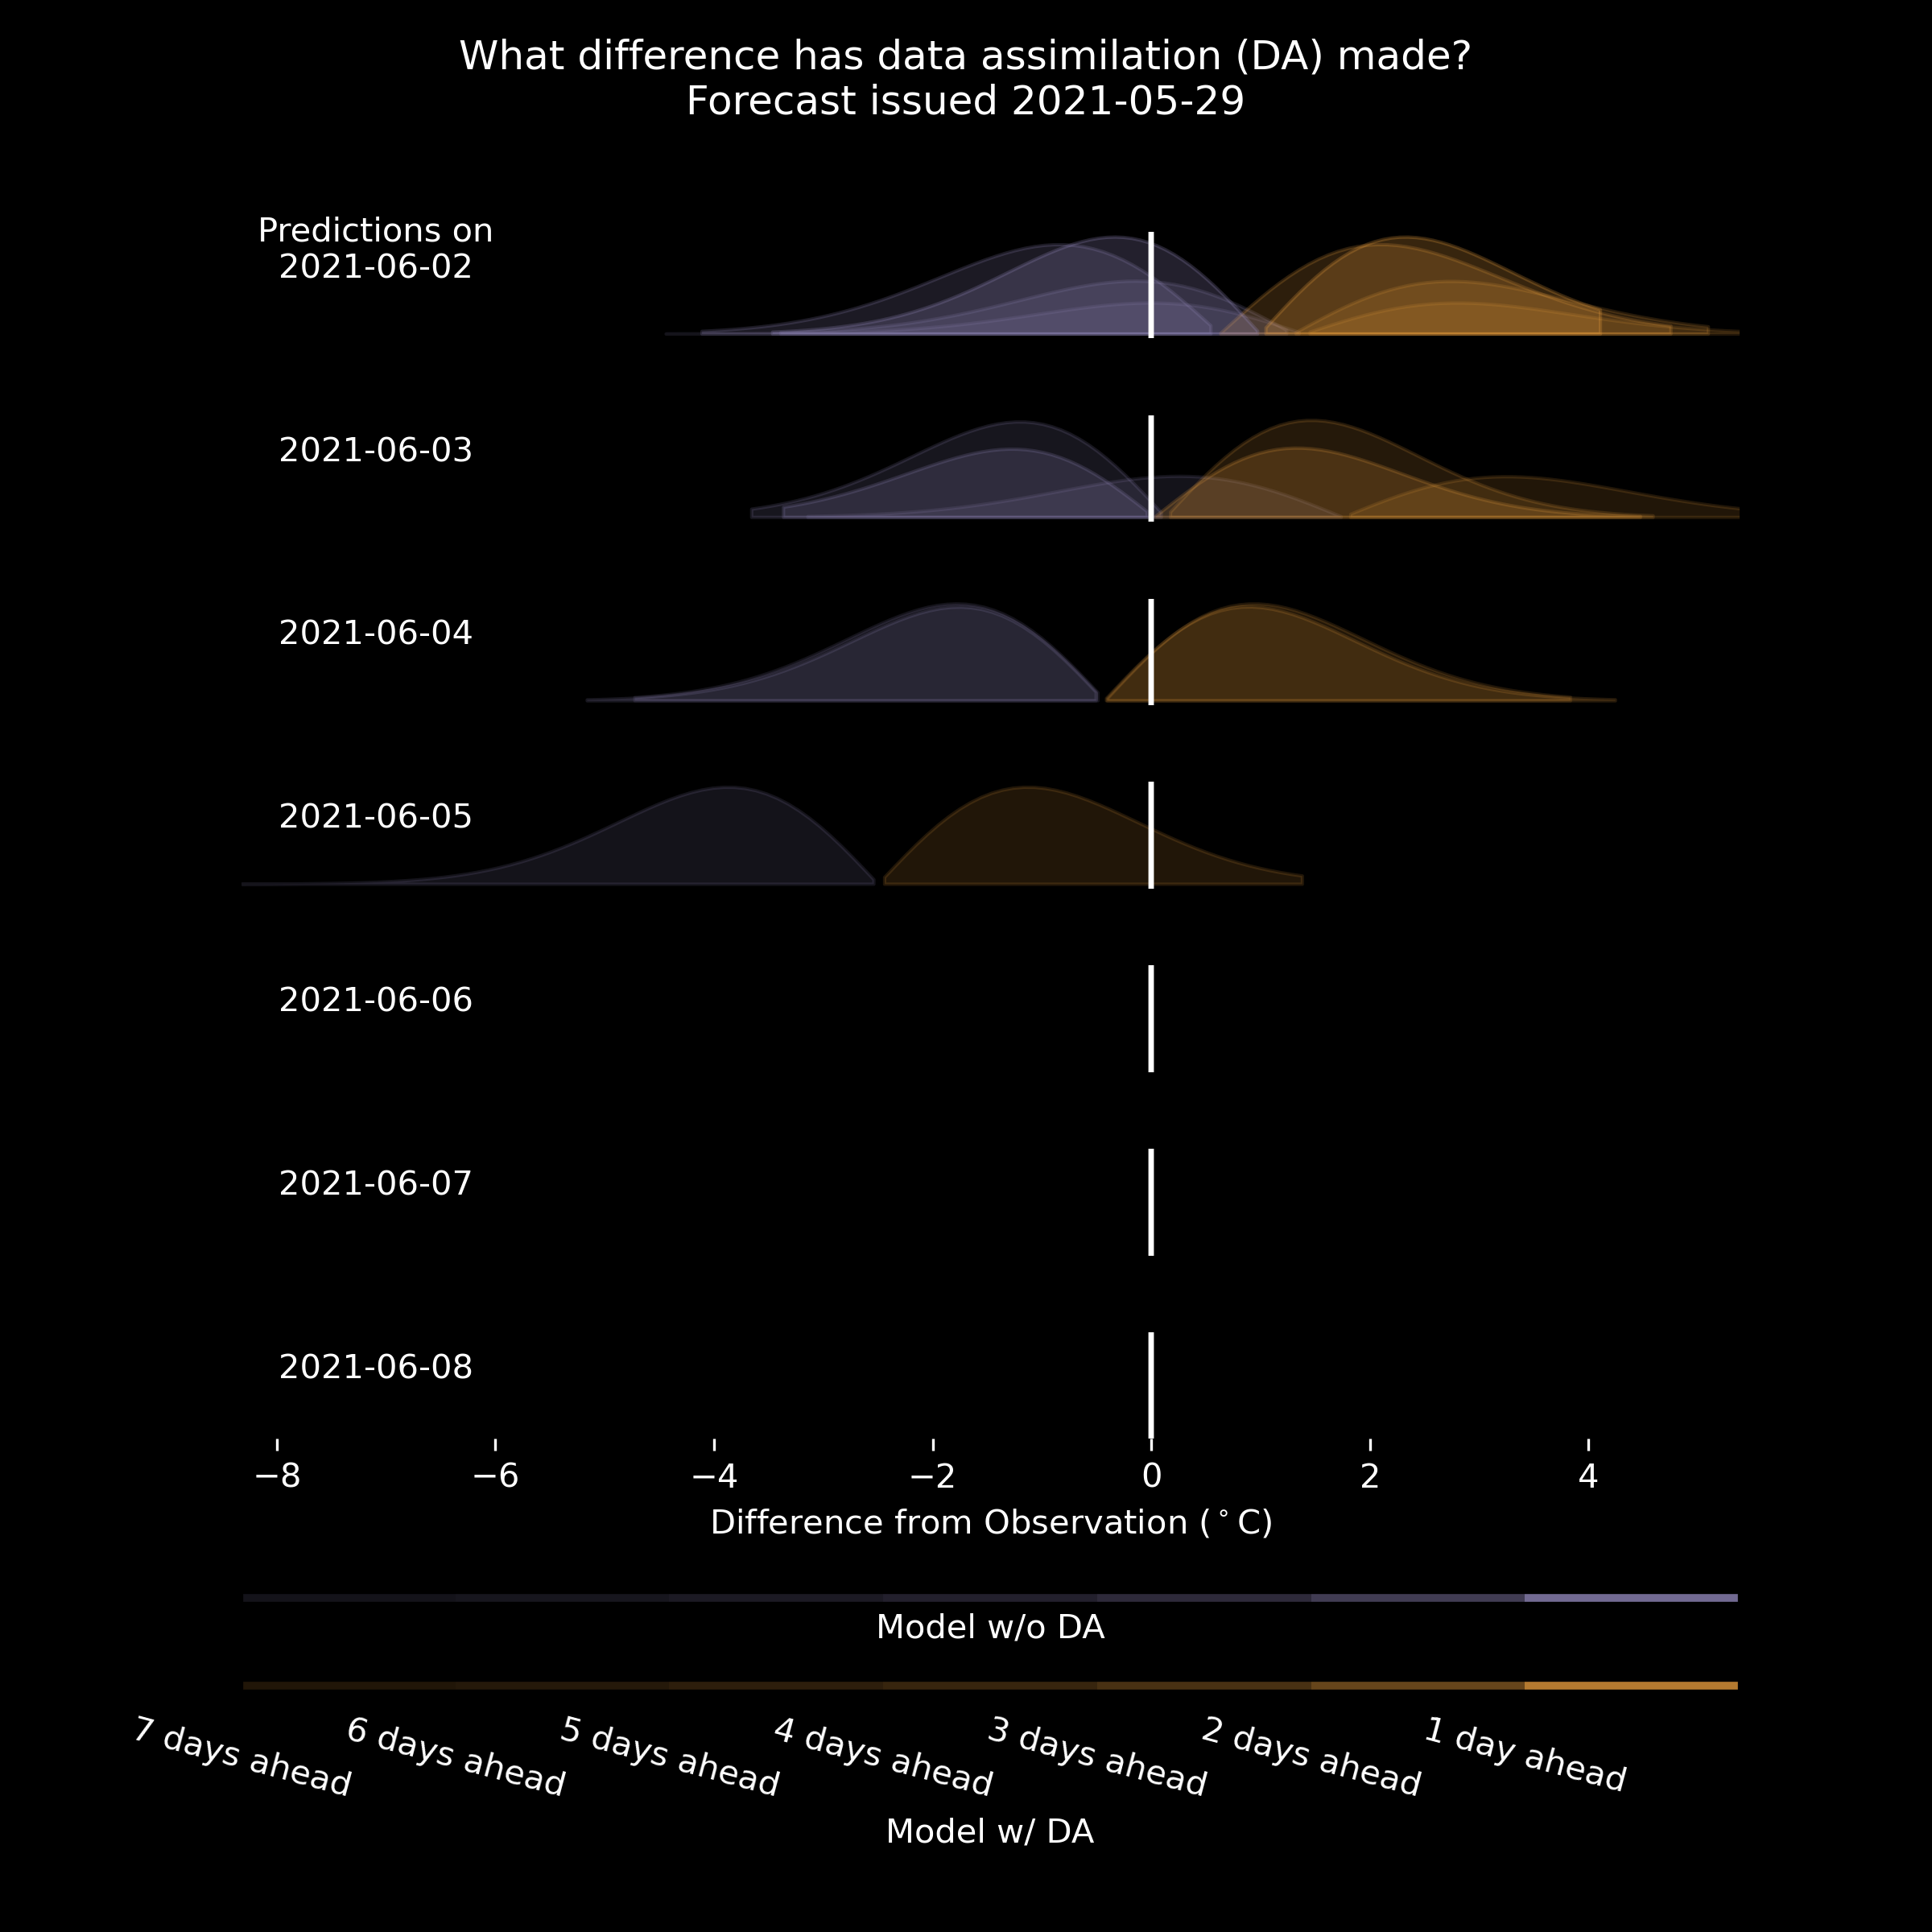 What difference has data assimilation (DA) made?
Forecast issued 2021-05-29
Predictions on
2021-06-02
2021-06-03
2021-06-04
2021-06-05
2021-06-06
2021-06-07
2021-06-08
−8 −6 −4 −2 0 2 4
Difference from Observation (°C)
Model w/o DA
7 days ahead 6 days ahead 5 days ahead 4 days ahead 3 days ahead 2 days ahead 1 day ahead
Model w/ DA